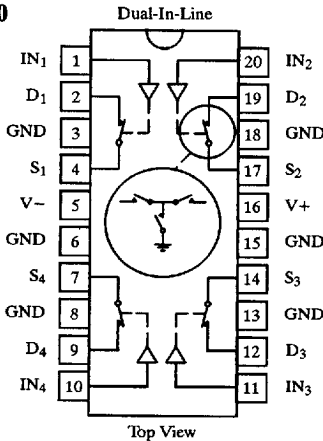 0
Dual-In-Line
IN1 1 20 IN2
D1 2 19 D2
GND 3 18 GND
S1 4 17 S2
V− 5 16 V+
GND 6 15 GND
S4 7 14 S3
GND 8 13 GND
D4 9 12 D3
IN4 10 11 IN3
Top View